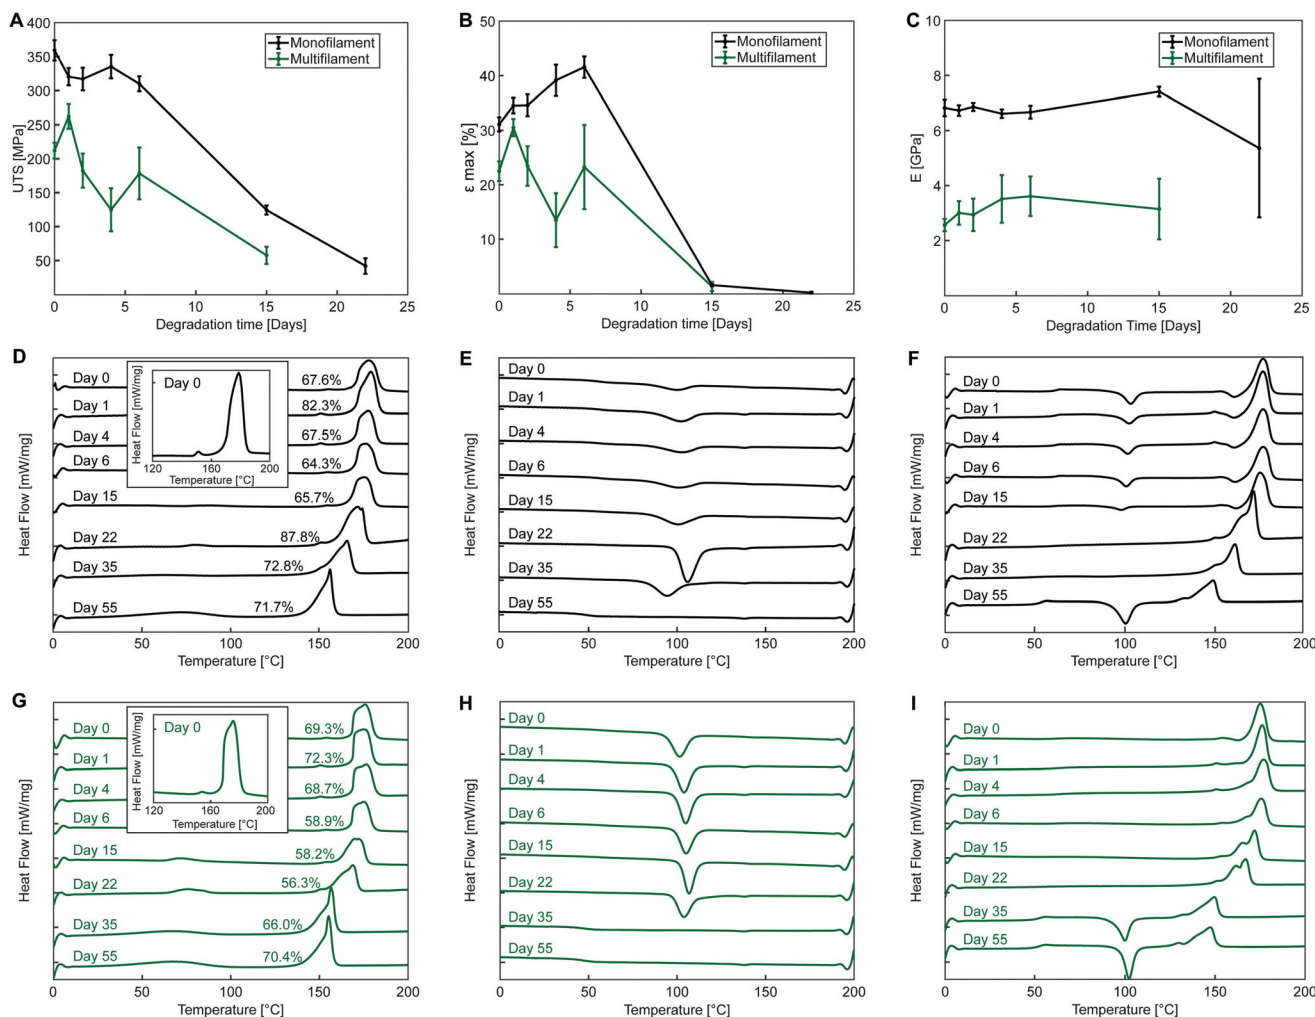 A
400
350
300
250
200
150
100
50
UTS [MPa]
Monofilament
Multifilament
0
5
10
15
20
25
Degradation time [Days]
B
50
40
30
20
10
ε max [%]
Monofilament
Multifilament
0
5
10
15
20
25
Degradation time [Days]
C
10
8
6
4
2
E [GPa]
Monofilament
Multifilament
0
5
10
15
20
25
Degradation Time [Days]
D
Heat Flow [mW/mg]
Day 0 67.6%
Day 1 82.3%
Day 4 67.5%
Day 6 64.3%
Day 15 65.7%
Day 22 87.8%
Day 35 72.8%
Day 55 71.7%
Day 0
Heat Flow [mW/mg]
120 160 200
Temperature [°C]
0 50 100 150 200
Temperature [°C]
E
Heat Flow [mW/mg]
Day 0
Day 1
Day 4
Day 6
Day 15
Day 22
Day 35
Day 55
0 50 100 150 200
Temperature [°C]
F
Heat Flow [mW/mg]
Day 0
Day 1
Day 4
Day 6
Day 15
Day 22
Day 35
Day 55
0 50 100 150 200
Temperature [°C]
G
Heat Flow [mW/mg]
Day 0 69.3%
Day 1 72.3%
Day 4 68.7%
Day 6 58.9%
Day 15 58.2%
Day 22 56.3%
Day 35 66.0%
Day 55 70.4%
Day 0
Heat Flow [mW/mg]
120 160 200
Temperature [°C]
0 50 100 150 200
Temperature [°C]
H
Heat Flow [mW/mg]
Day 0
Day 1
Day 4
Day 6
Day 15
Day 22
Day 35
Day 55
0 50 100 150 200
Temperature [°C]
I
Heat Flow [mW/mg]
Day 0
Day 1
Day 4
Day 6
Day 15
Day 22
Day 35
Day 55
0 50 100 150 200
Temperature [°C]